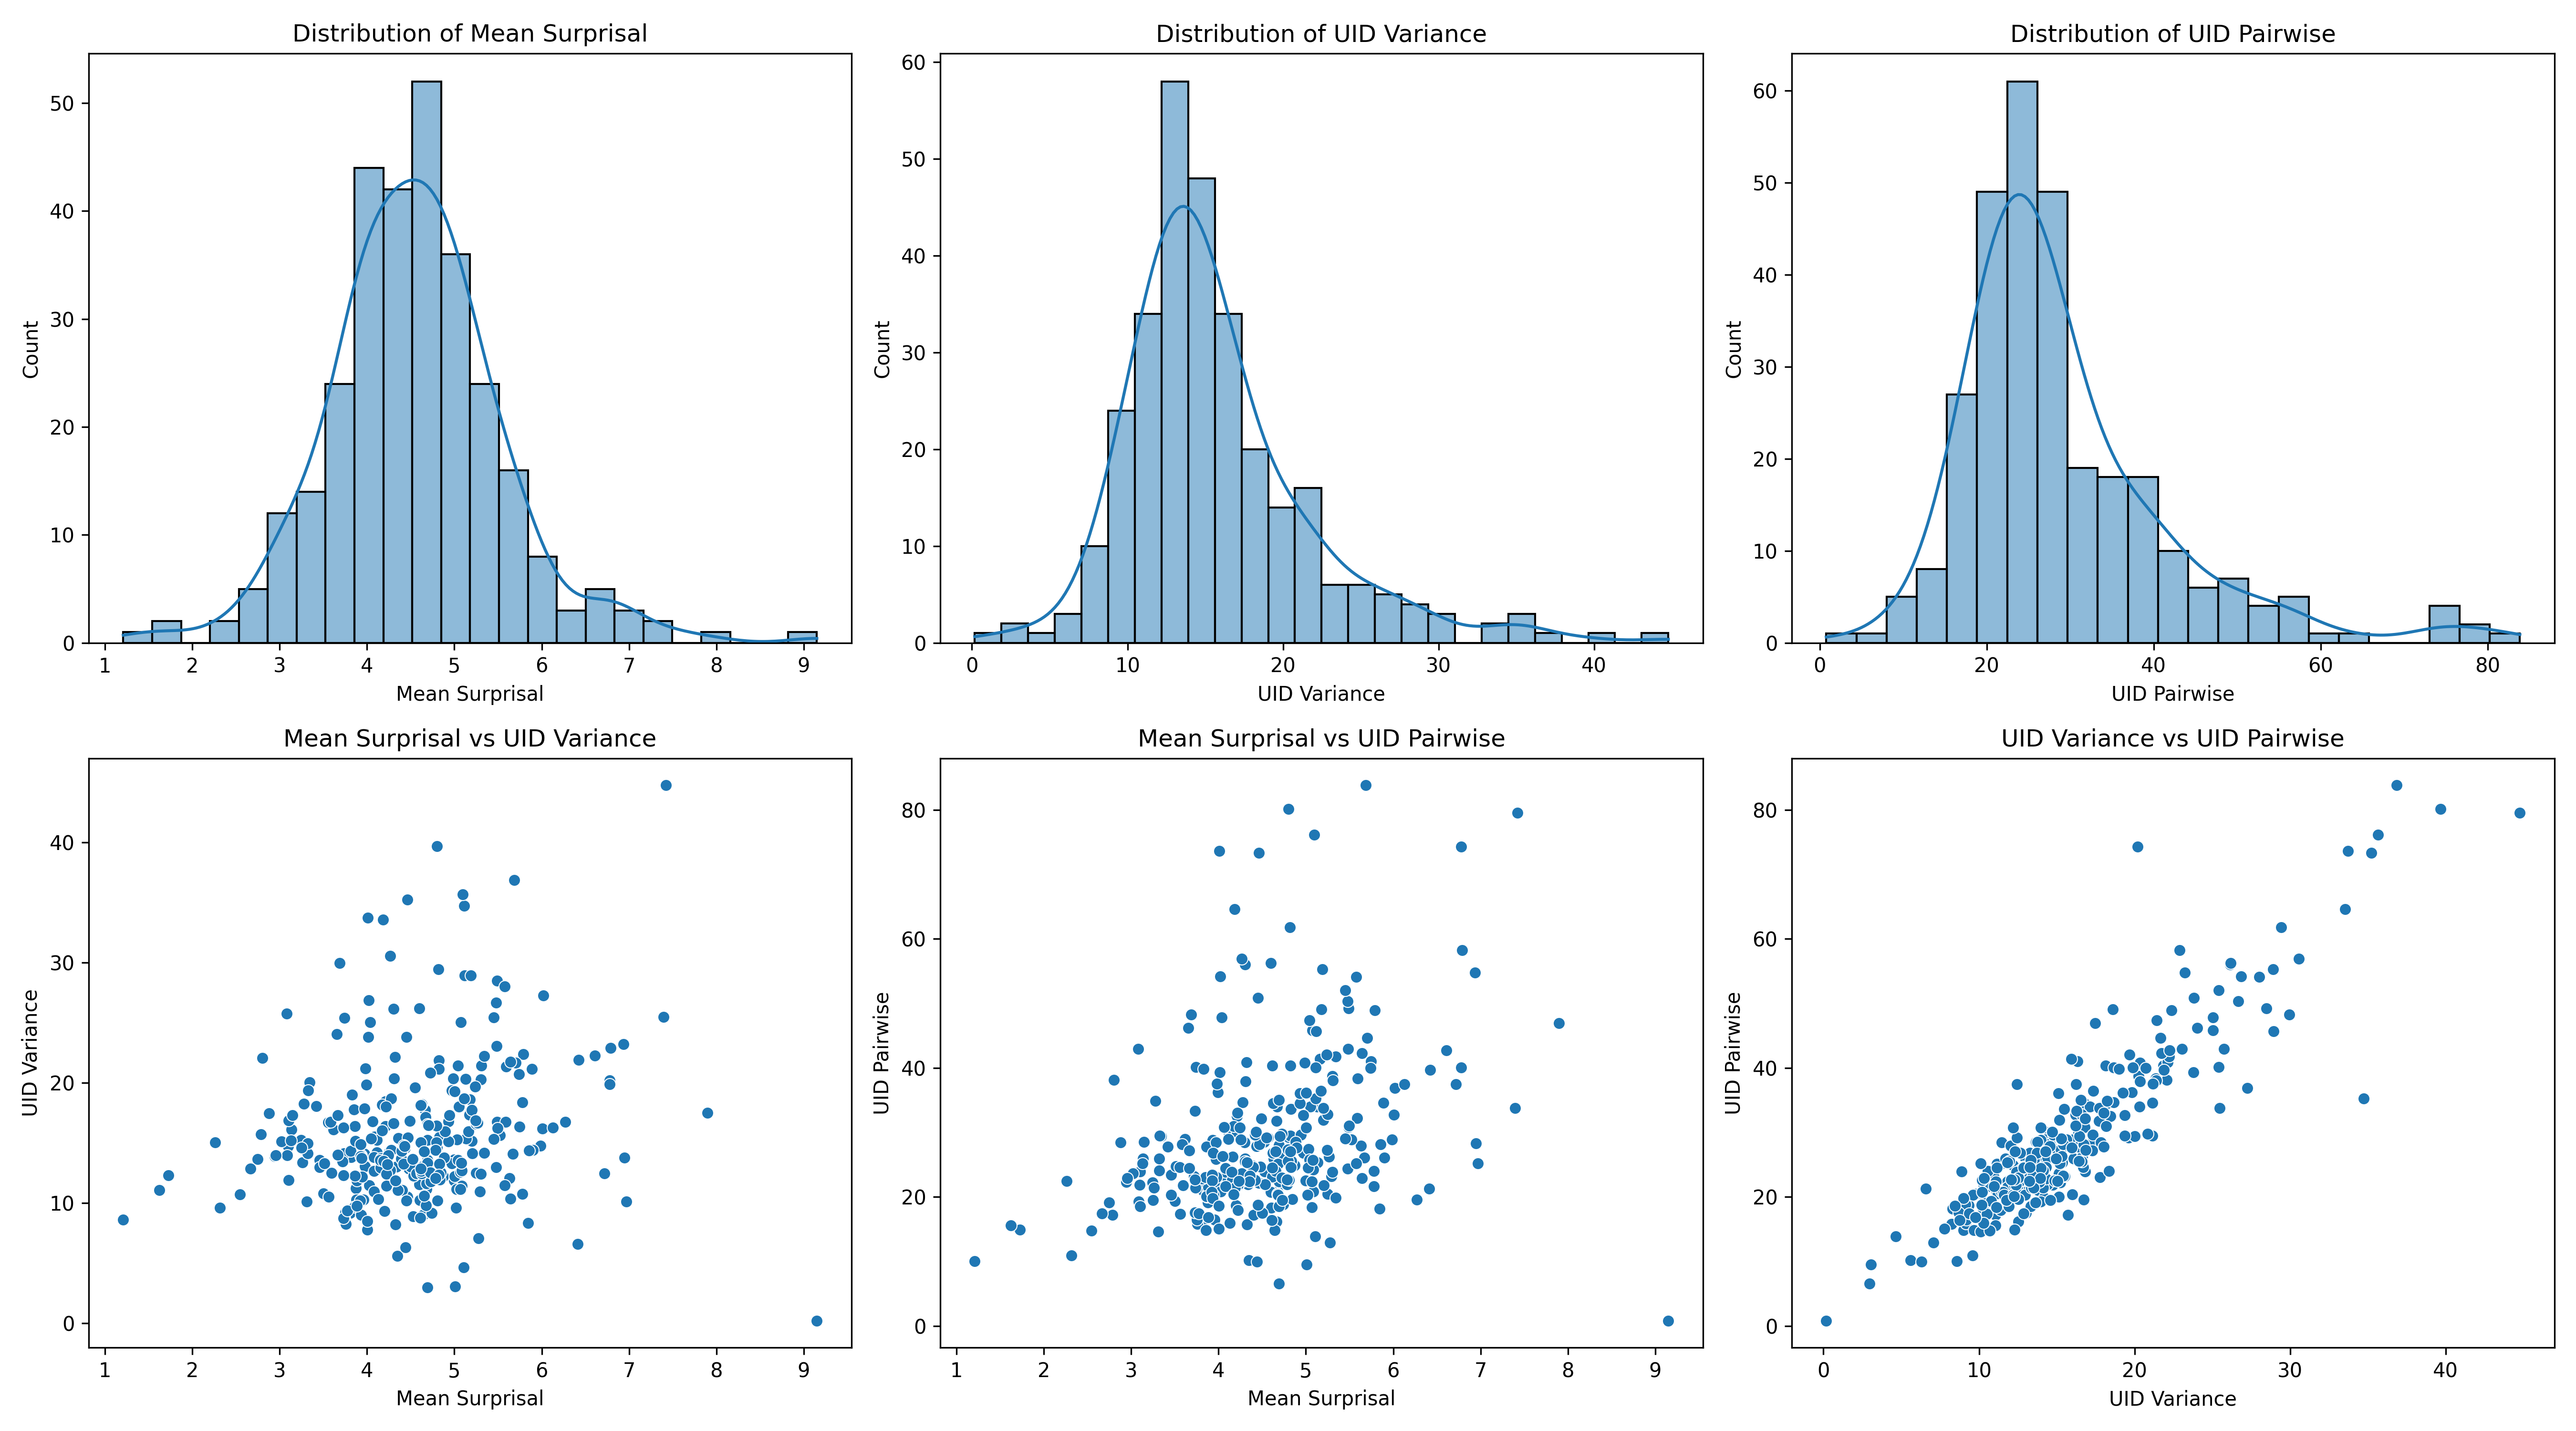 Distribution of Mean Surprisal
50
40
30
20
10
0
Count
1 2 3 4 5 6 7 8 9
Mean Surprisal
Distribution of UID Variance
60
50
40
30
20
10
0
Count
0 10 20 30 40
UID Variance
Distribution of UID Pairwise
60
50
40
30
20
10
0
Count
0 20 40 60 80
UID Pairwise
Mean Surprisal vs UID Variance
40
30
20
10
0
UID Variance
1 2 3 4 5 6 7 8 9
Mean Surprisal
Mean Surprisal vs UID Pairwise
80
60
40
20
0
UID Pairwise
1 2 3 4 5 6 7 8 9
Mean Surprisal
UID Variance vs UID Pairwise
80
60
40
20
0
UID Pairwise
0 10 20 30 40
UID Variance